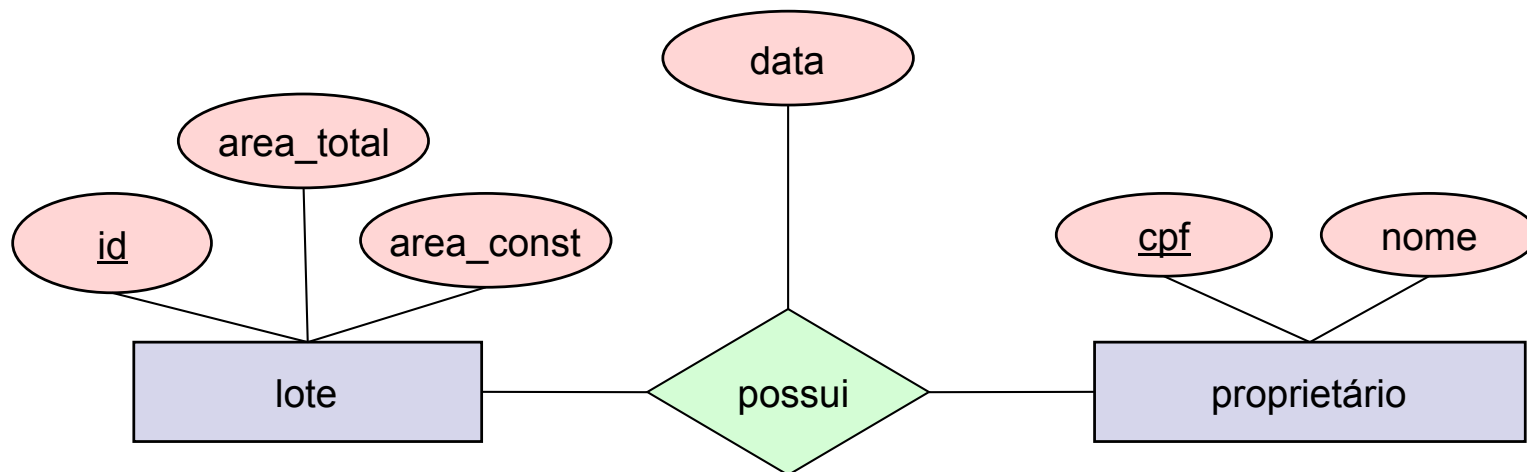 data
area_total
id
area_const
cpf
nome
lote
possui
proprietário